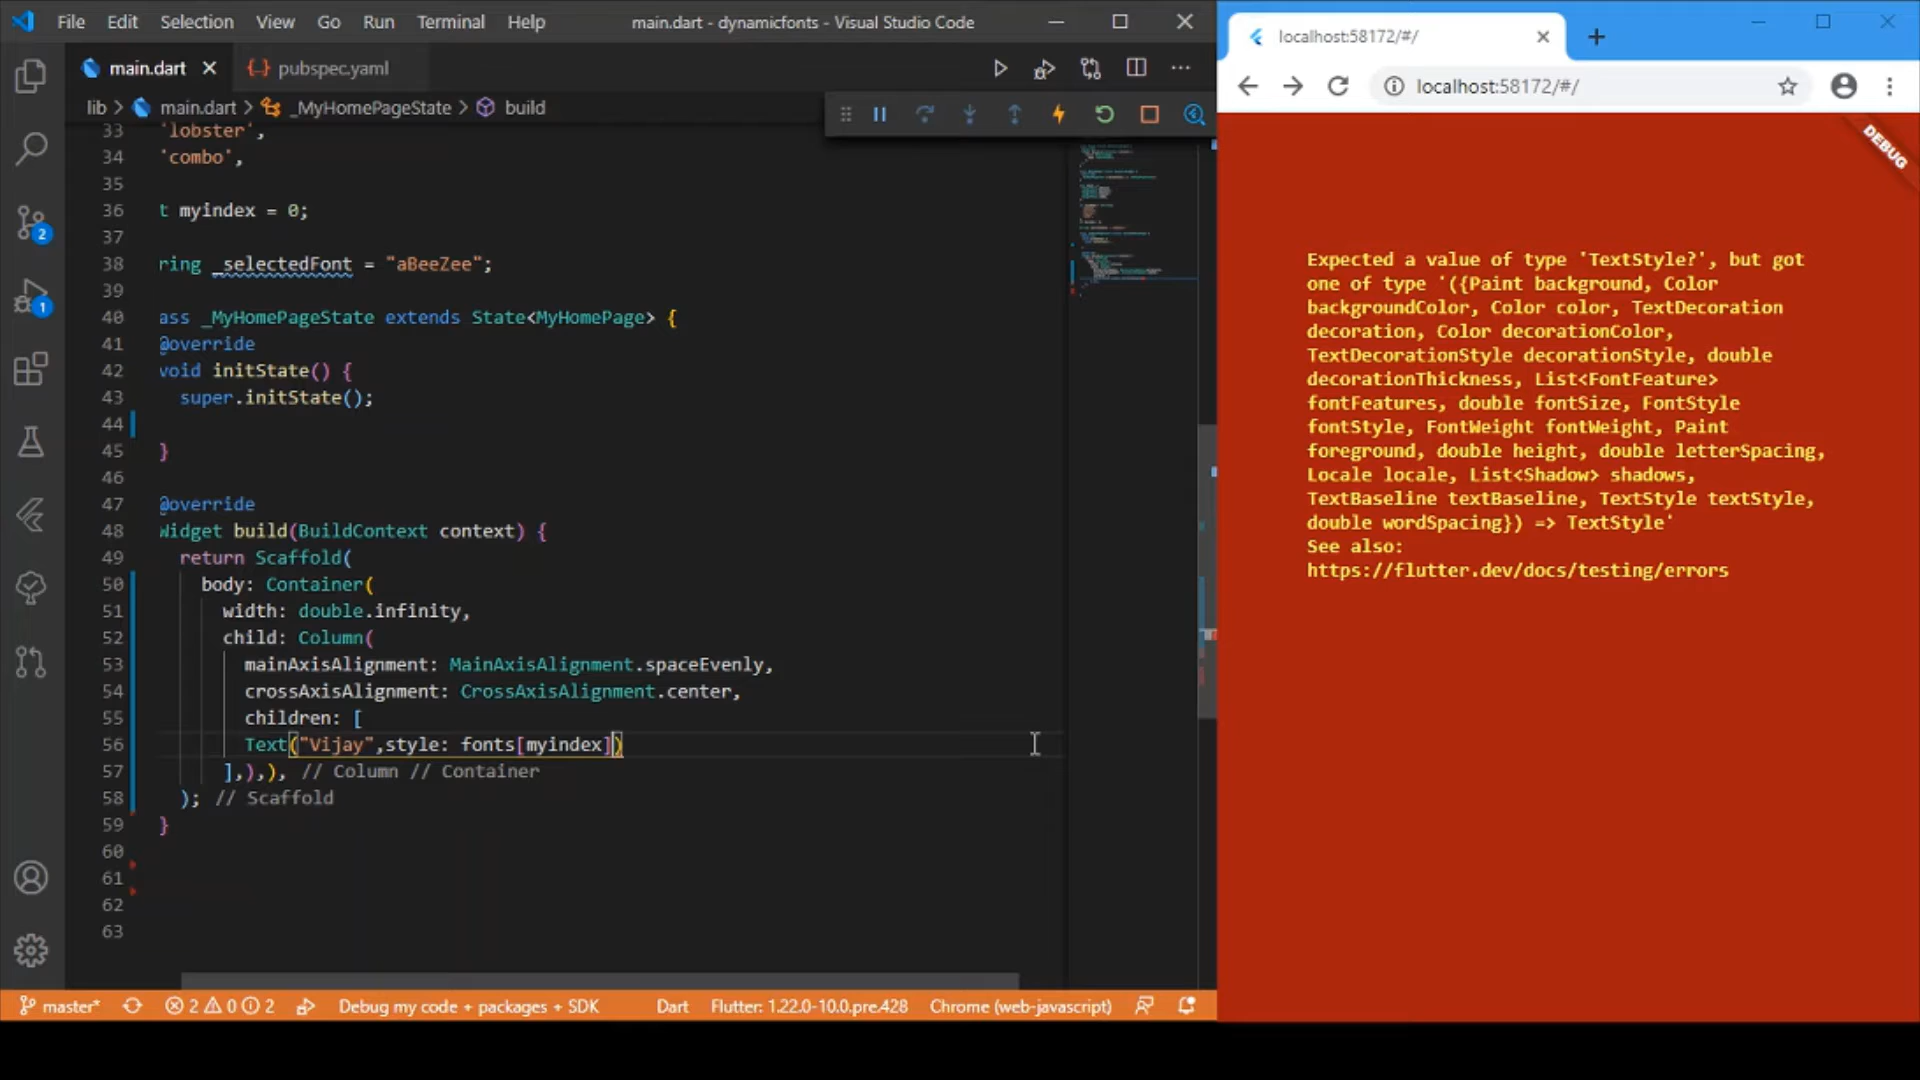 File Edit Selection View Go Run Terminal Help main.dart - dynamicfonts - Visual Studio Code
main.dart pubspec.yaml
lib > main.dart > _MyHomePageState > build
33 'lobster',
34 'combo',
35
36 t myindex = 0;
37
38 ring _selectedFont = "aBeeZee";
39
40 ass _MyHomePageState extends State<MyHomePage> {
41 @override
42 void initState() {
43 super.initState();
44
45 }
46
47 @override
48 Widget build(BuildContext context) {
49 return Scaffold(
50 body: Container(
51 width: double.infinity,
52 child: Column(
53 mainAxisAlignment: MainAxisAlignment.spaceEvenly,
54 crossAxisAlignment: CrossAxisAlignment.center,
55 children: [
56 Text("Vijay",style: fonts[myindex])
57 ],),), // Column // Container
58 ); // Scaffold
59 }
60
61
62
63
2
1
master* 2 0 2 Debug my code + packages + SDK Dart Flutter: 1.22.0-10.0.pre.428 Chrome (web-javascript)
localhost:58172/#/
localhost:58172/#/
DEBUG
Expected a value of type 'TextStyle?', but got
one of type '({Paint background, Color
backgroundColor, Color color, TextDecoration
decoration, Color decorationColor,
TextDecorationStyle decorationStyle, double
decorationThickness, List<FontFeature>
fontFeatures, double fontSize, FontStyle
fontStyle, FontWeight fontWeight, Paint
foreground, double height, double letterSpacing,
Locale locale, List<Shadow> shadows,
TextBaseline textBaseline, TextStyle textStyle,
double wordSpacing}) => TextStyle'
See also:
https://flutter.dev/docs/testing/errors